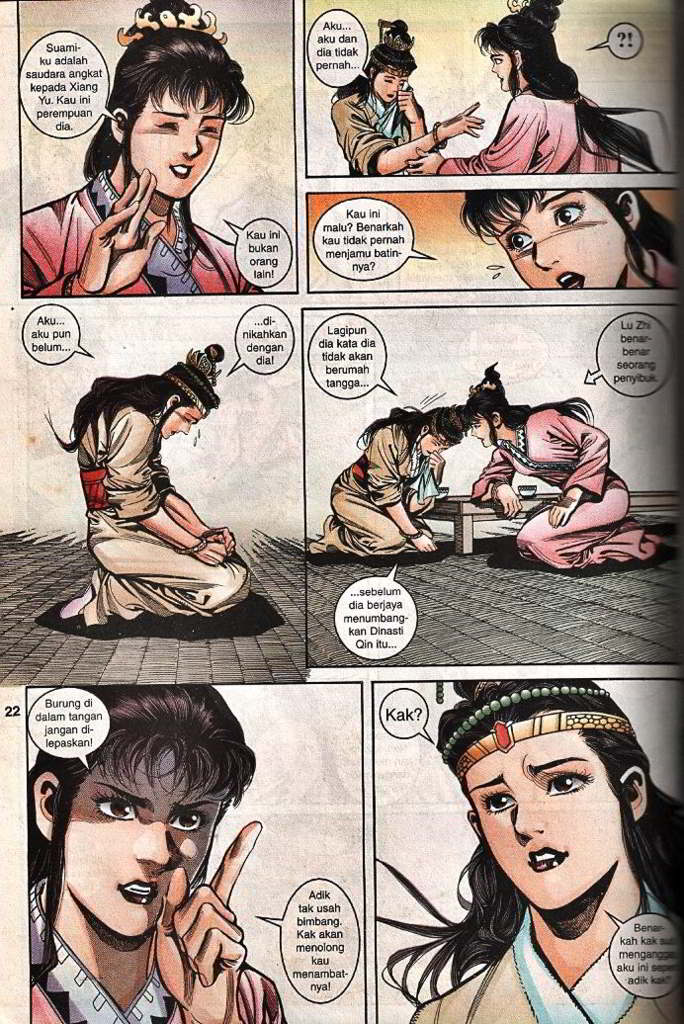 Suami-
ku adalah
saudara angkat
kepada Xiang
Yu. Kau ini
perempuan
dia.
Kau ini
bukan
orang
lain!
Aku...
aku dan
dia tidak
pernah...
?!
Kau ini
malu? Benarkah
kau tidak pernah
menjamu batin-
nya?
Aku...
aku pun
belum...
...di-
nikahkan
dengan
dia!
Lagipun
dia kata dia
tidak akan
berumah
tangga...
Lu Zhi
benar-
benar
seorang
penyibuk.
...sebelum
dia berjaya
menumbang-
kan Dinasti
Qin itu...
22
Burung di
dalam tangan
jangan di-
lepaskan!
Adik
tak usah
bimbang.
Kak akan
menolong
kau
menambat-
nya!
Kak?
Benar-
kah kak
aku ini
adik kak?